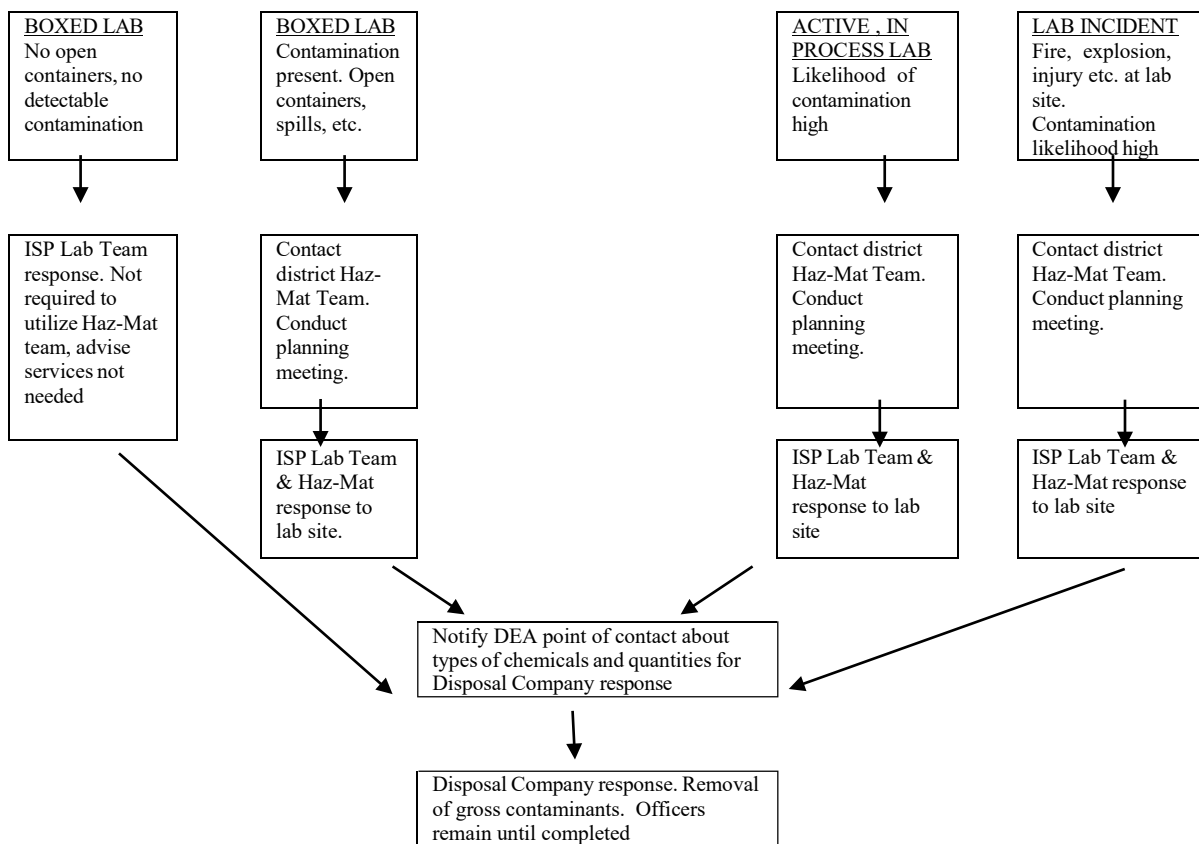 BOXED LAB
No open
containers, no
detectable
contamination
BOXED LAB
Contamination
present. Open
containers,
spills, etc.
ACTIVE , IN
PROCESS LAB
Likelihood of
contamination
high
LAB INCIDENT
Fire, explosion,
injury etc. at lab
site.
Contamination
likelihood high
ISP Lab Team
response. Not
required to
utilize Haz-Mat
team, advise
services not
needed
Contact
district Haz-
Mat Team.
Conduct
planning
meeting.
Contact district
Haz-Mat Team.
Conduct
planning
meeting.
Contact district
Haz-Mat Team.
Conduct planning
meeting.
ISP Lab Team
& Haz-Mat
response to
lab site.
ISP Lab Team &
Haz-Mat
response to lab
site
ISP Lab Team &
Haz-Mat response
to lab site
Notify DEA point of contact about
types of chemicals and quantities for
Disposal Company response
Disposal Company response. Removal
of gross contaminants. Officers
remain until completed